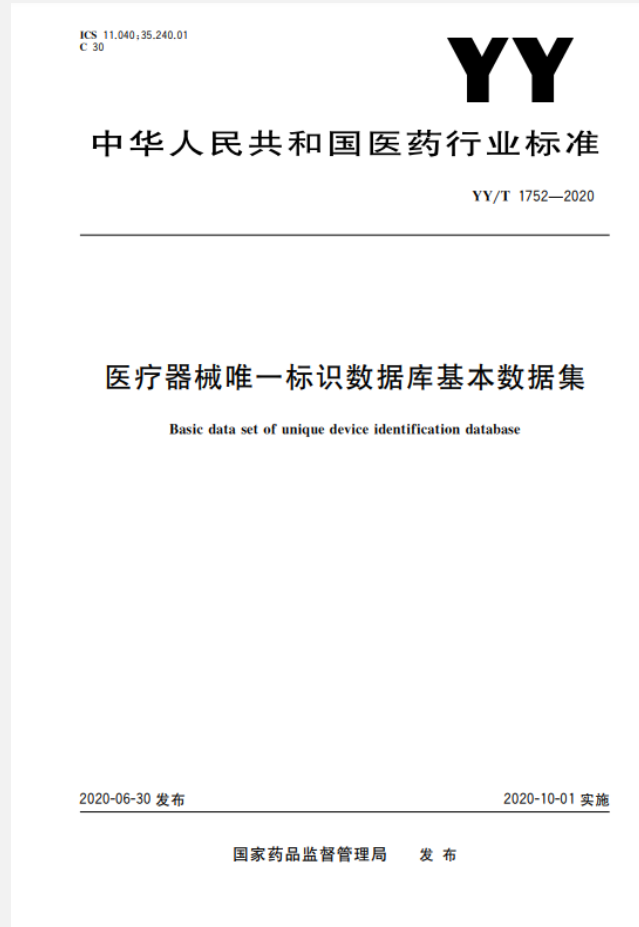 ICS 11.040;35.240.01
C 30
YY
中华人民共和国医药行业标准
YY/T 1752—2020
医疗器械唯一标识数据库基本数据集
Basic data set of unique device identification database
2020-06-30 发布
2020-10-01 实施
国家药品监督管理局 发 布